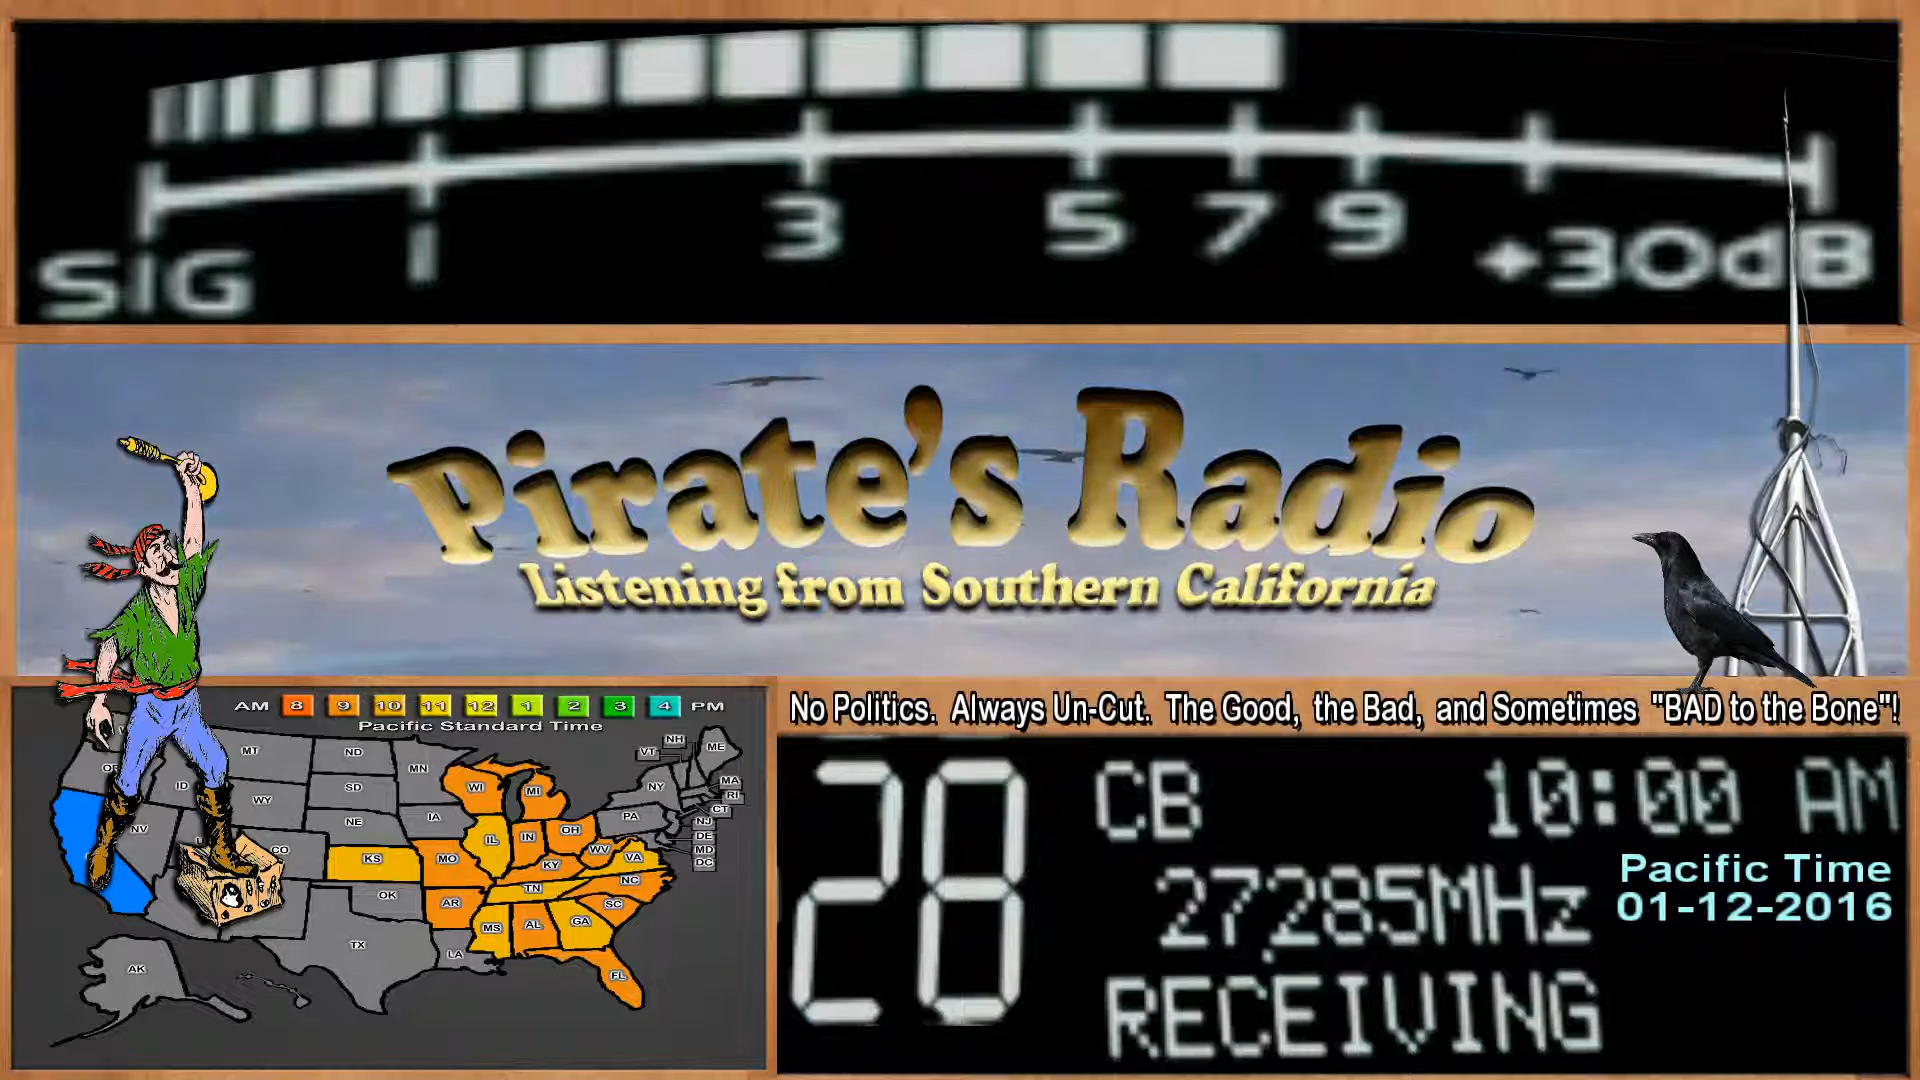 1 3 5 7 9
SIG +30dB
Pirate's Radio
Listening from Southern California
AM 8 9 10 11 12 1 2 3 4 PM
Pacific Standard Time
No Politics. Always Un-Cut. The Good, the Bad, and Sometimes "BAD to the Bone"!
28 CB 10:00 AM
27.285MHz
Pacific Time
01-12-2016
RECEIVING
NH
VT ME
MT ND MN
ID SD WI MI NY MA
RI
WY CT
NE IA PA NJ
NV IL IN OH DE
CO KS MO WV VA MD
KY DC
TN NC
OK AR SC
MS AL GA
TX LA
AK FL